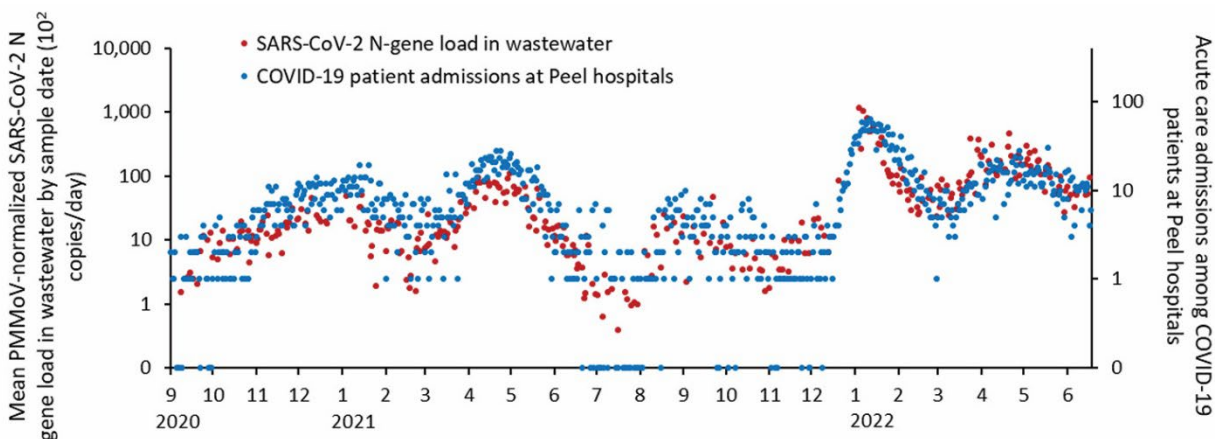 Mean PMMoV-normalized SARS-CoV-2 N
gene load in wastewater by sample date (10²
copies/day)
SARS-CoV-2 N-gene load in wastewater
COVID-19 patient admissions at Peel hospitals
10,000
1,000
100
10
1
0
100
10
1
0
Acute care admissions among COVID-19
patients at Peel hospitals
9 10 11 12 1 2 3 4 5 6 7 8 9 10 11 12 1 2 3 4 5 6
2020 2021 2022